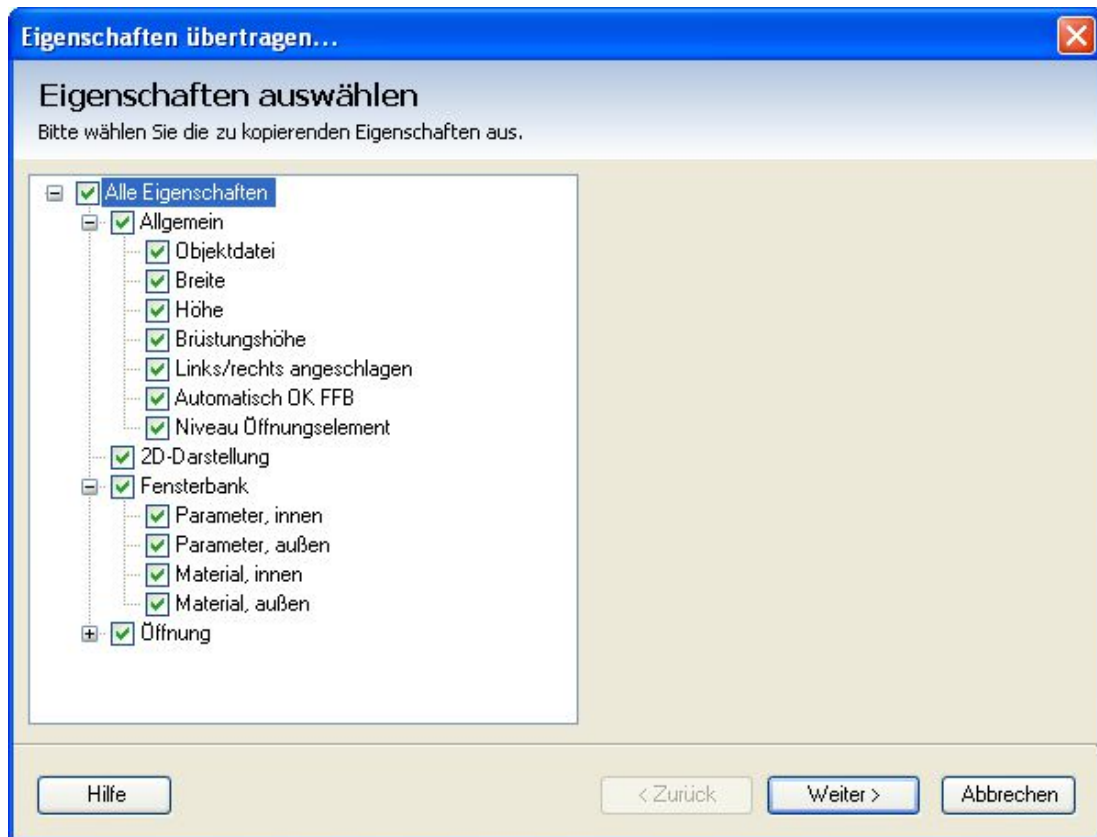 Eigenschaften übertragen...
Eigenschaften auswählen
Bitte wählen Sie die zu kopierenden Eigenschaften aus.
Alle Eigenschaften
Allgemein
Objektdatei
Breite
Höhe
Brüstungshöhe
Links/rechts angeschlagen
Automatisch OK FFB
Niveau Öffnungselement
2D-Darstellung
Fensterbank
Parameter, innen
Parameter, außen
Material, innen
Material, außen
Öffnung
Hilfe < Zurück Weiter > Abbrechen